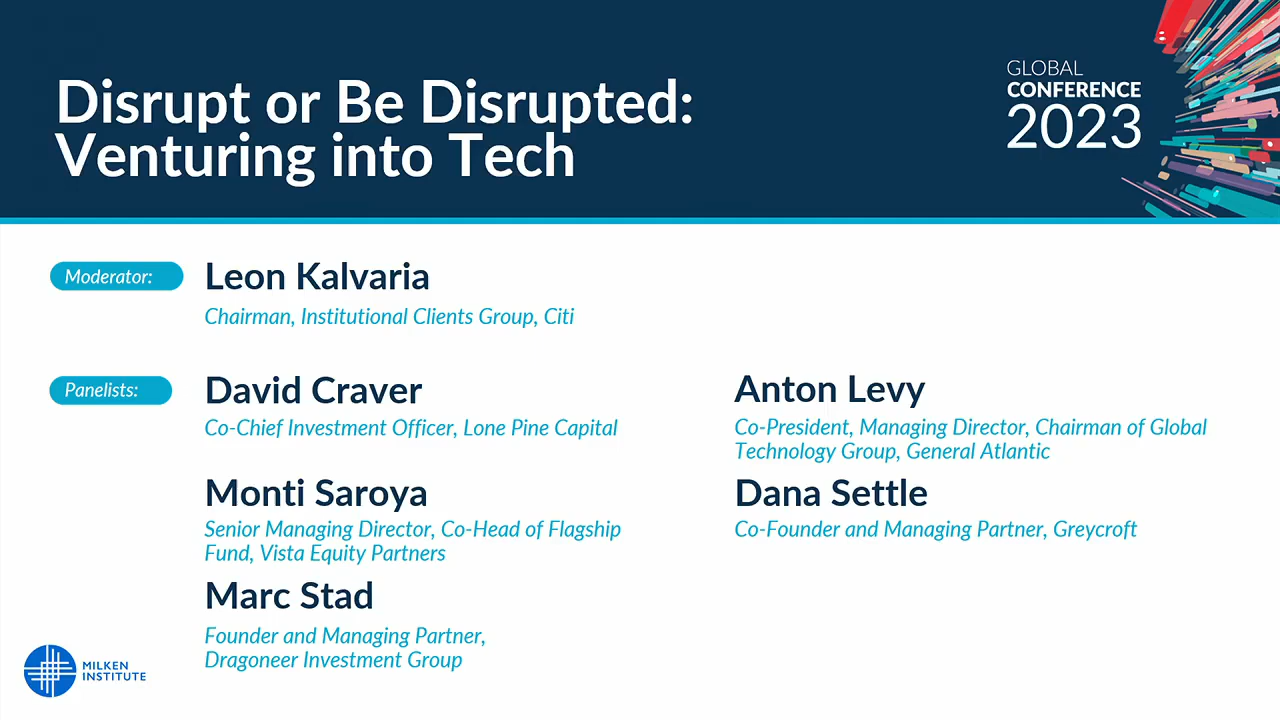 Disrupt or Be Disrupted:
Venturing into Tech
GLOBAL
CONFERENCE
2023
Moderator:
Leon Kalvaria
Chairman, Institutional Clients Group, Citi
Panelists:
David Craver
Co-Chief Investment Officer, Lone Pine Capital
Anton Levy
Co-President, Managing Director, Chairman of Global
Technology Group, General Atlantic
Monti Saroya
Senior Managing Director, Co-Head of Flagship
Fund, Vista Equity Partners
Dana Settle
Co-Founder and Managing Partner, Greycroft
Marc Stad
Founder and Managing Partner,
Dragoneer Investment Group
MILKEN
INSTITUTE